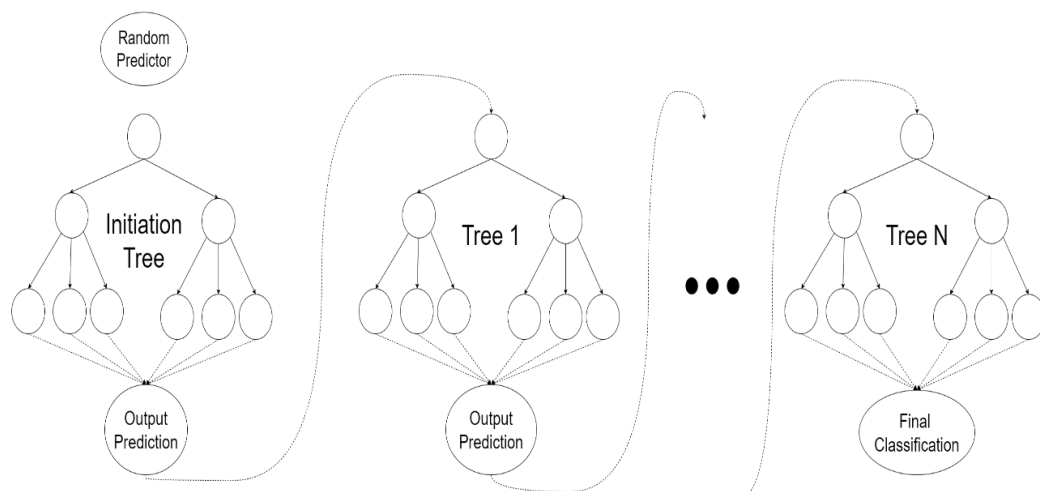 Random
Predictor
Initiation
Tree
Tree 1
Tree N
Output
Prediction
Output
Prediction
Final
Classification